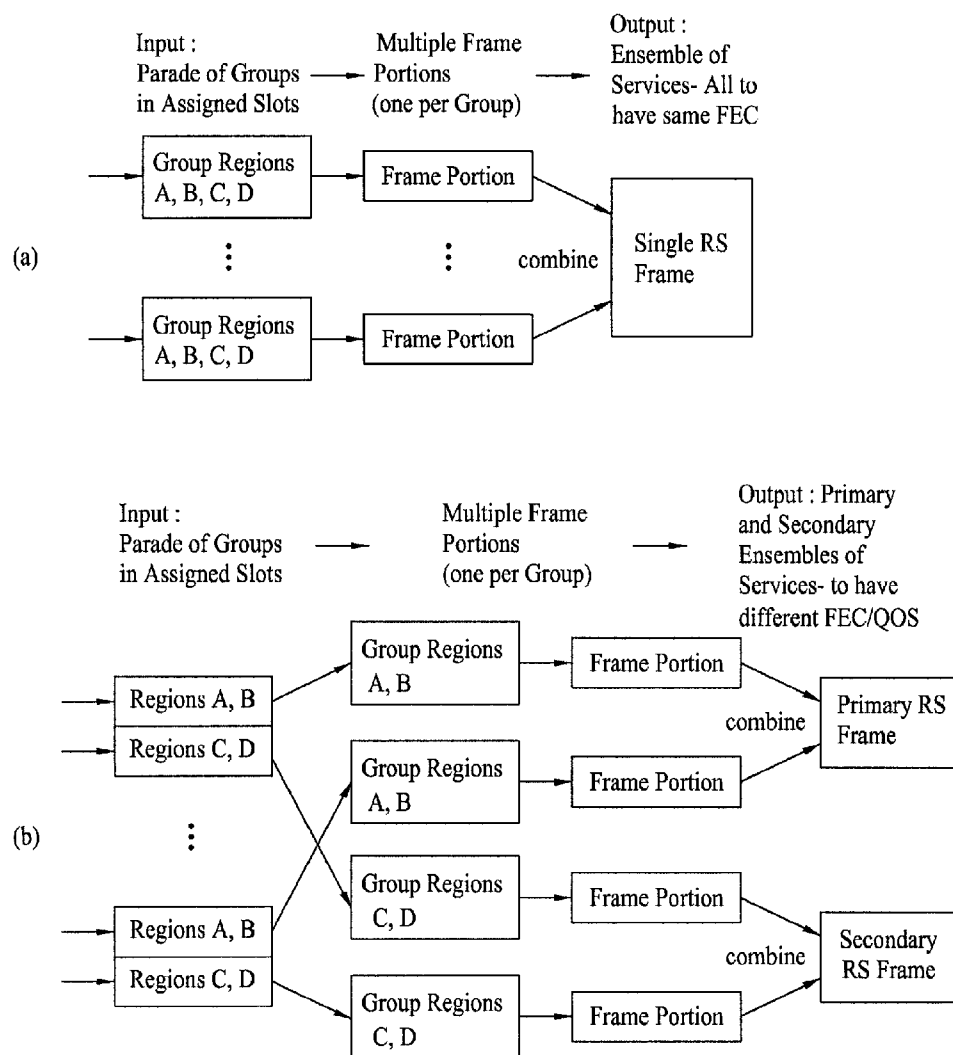 Input :
Parade of Groups
in Assigned Slots
Multiple Frame
Portions
(one per Group)
Output :
Ensemble of
Services- All to
have same FEC
(a)
Group Regions
A, B, C, D
Frame Portion
combine
Single RS
Frame
Group Regions
A, B, C, D
Frame Portion
Input :
Parade of Groups
in Assigned Slots
Multiple Frame
Portions
(one per Group)
Output : Primary
and Secondary
Ensembles of
Services- to have
different FEC/QOS
(b)
Regions A, B
Regions C, D
Group Regions
A, B
Frame Portion
combine
Primary RS
Frame
Group Regions
A, B
Frame Portion
Regions A, B
Regions C, D
Group Regions
C, D
Frame Portion
combine
Secondary
RS Frame
Group Regions
C, D
Frame Portion